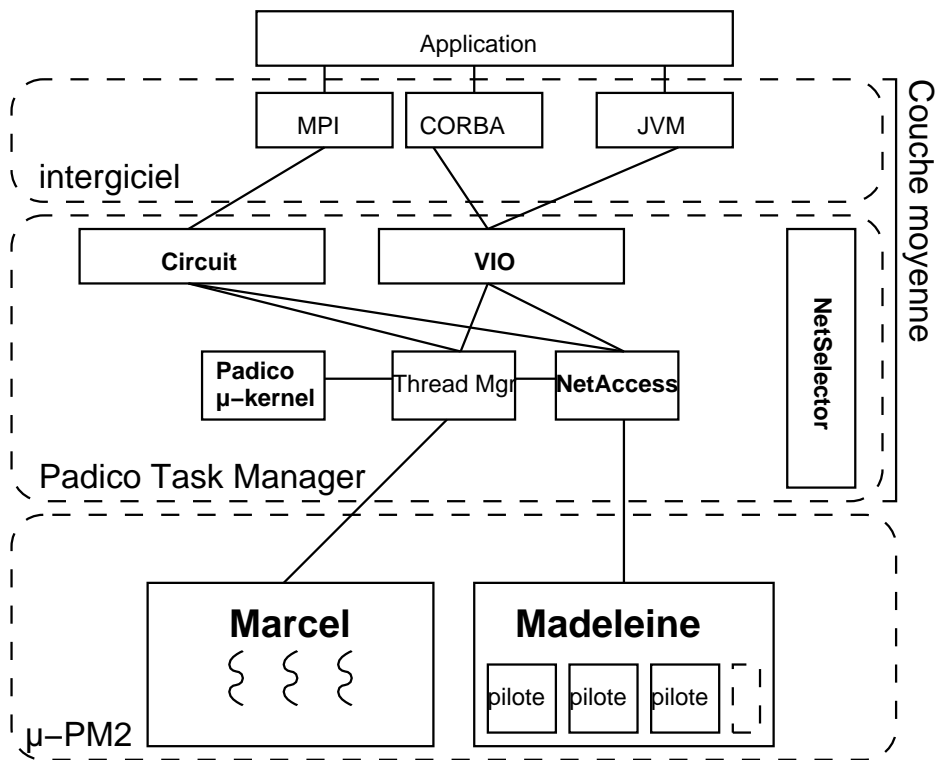 Application
MPI
CORBA
JVM
intergiciel
Couche moyenne
Circuit
VIO
NetSelector
Padico
µ−kernel
Thread Mgr
NetAccess
Padico Task Manager
Marcel
Madeleine
pilote
pilote
pilote
µ−PM2